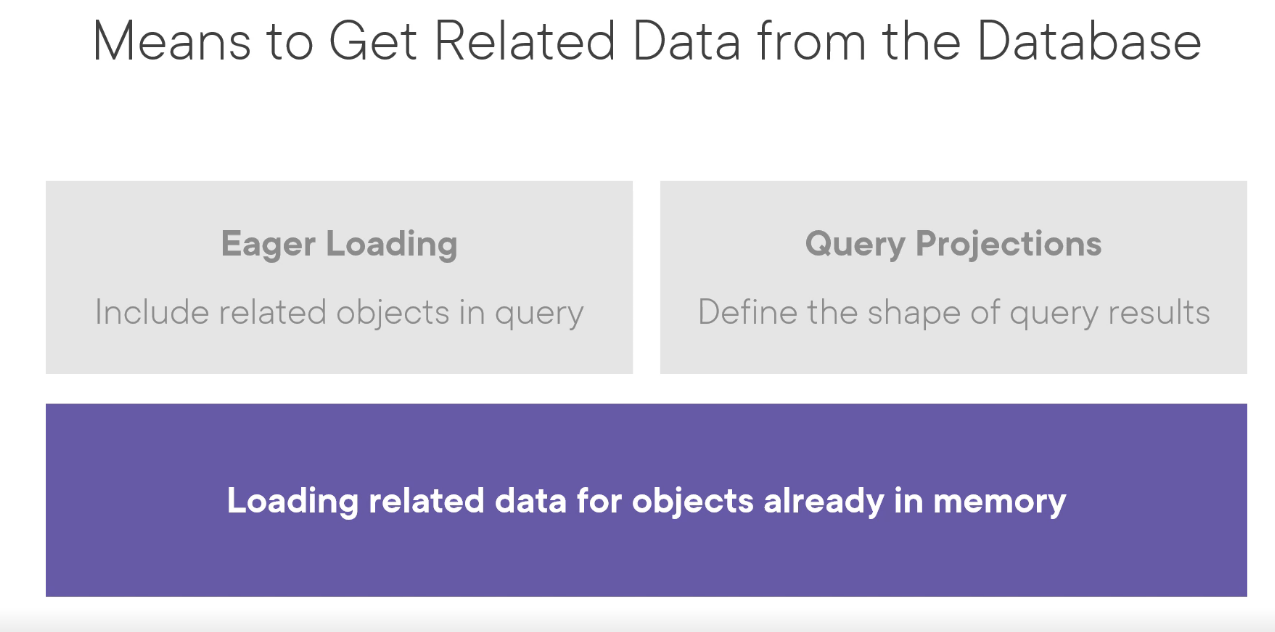 Means to Get Related Data from the Database
Eager Loading
Include related objects in query
Query Projections
Define the shape of query results
Loading related data for objects already in memory